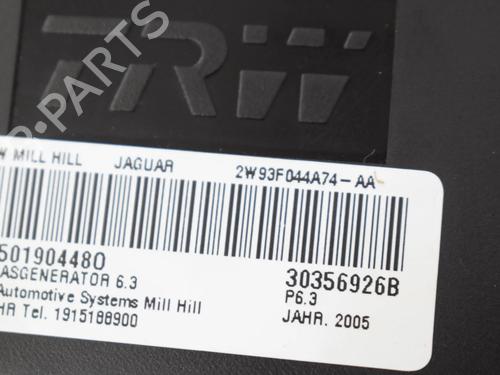 TRW
B-PARTS
W MILL HILL JAGUAR 2W93F044A74-AA
501904480 30356926B
ASGENERATOR 6.3 P6.3
Automotive Systems Mill Hill JAHR. 2005
HR Tel. 1915188900